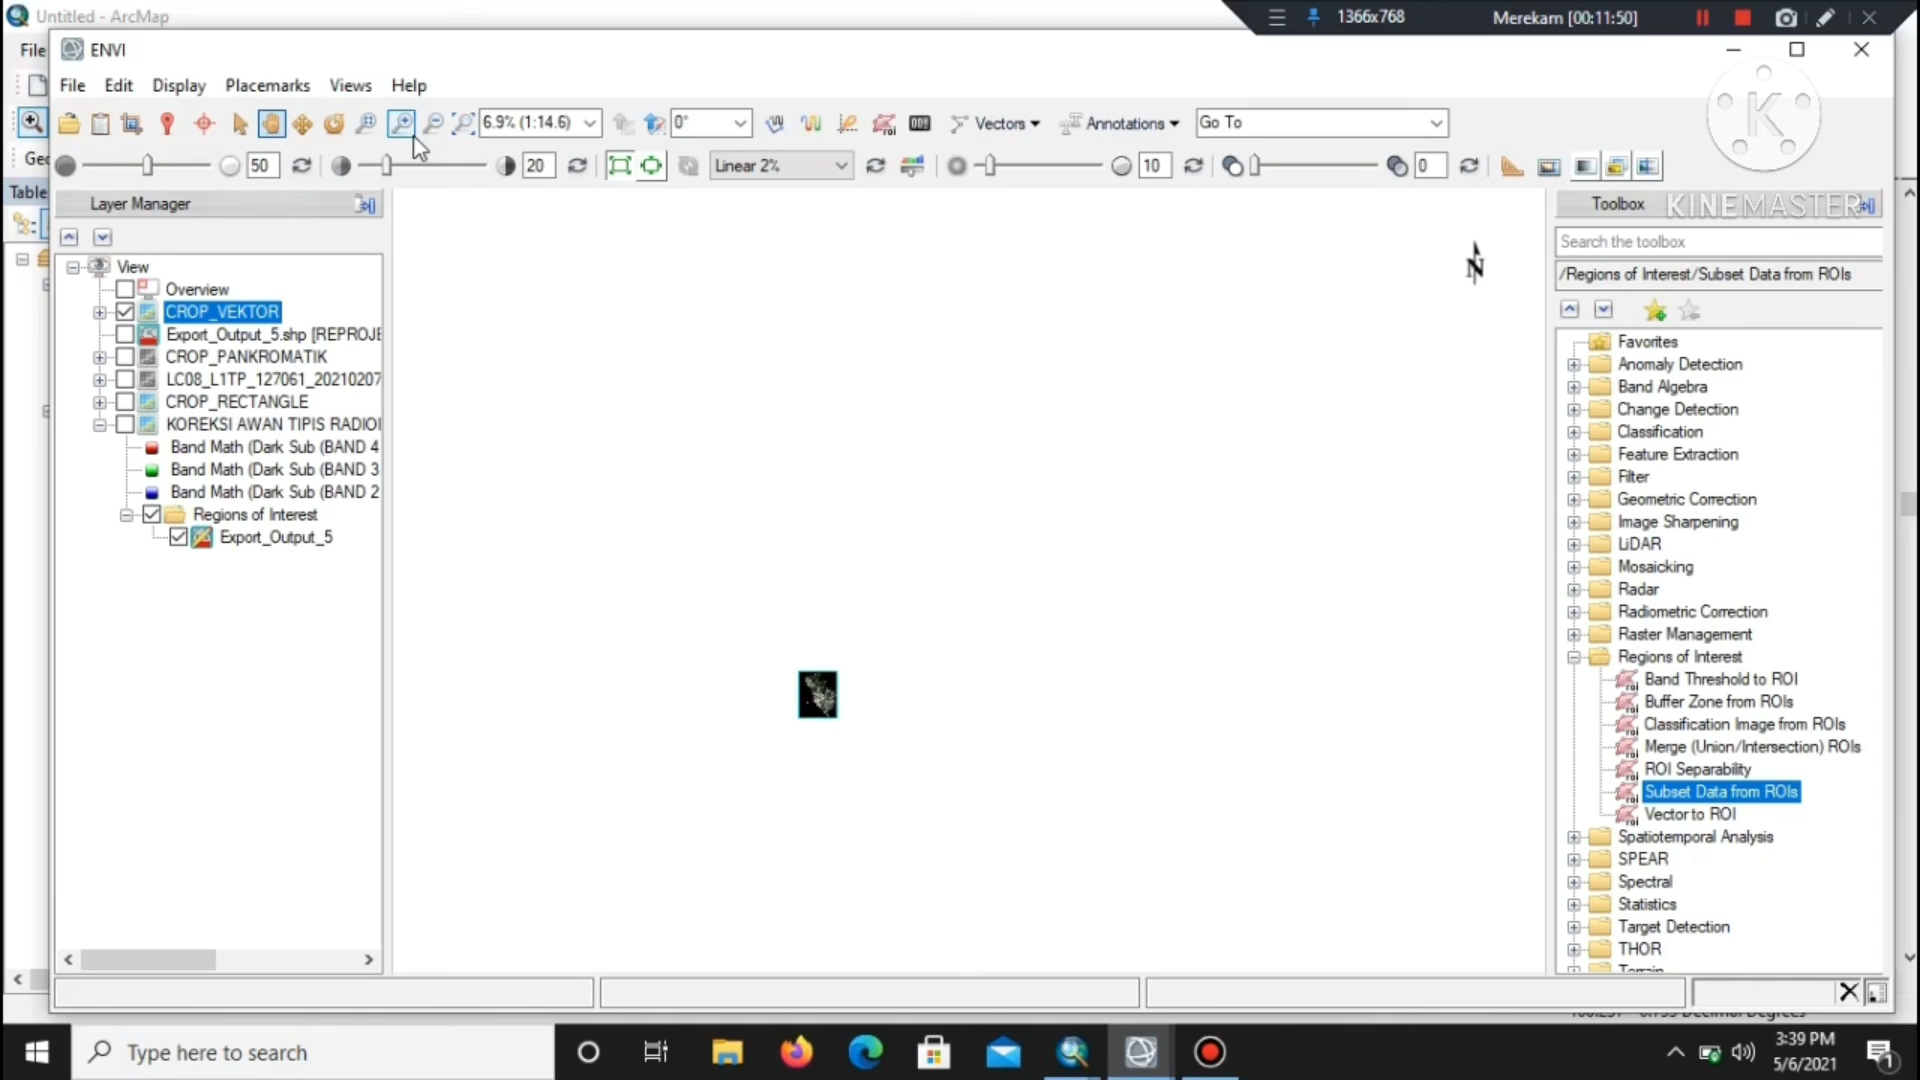 Untitled - ArcMap
1366x768
Merekam [00:11:50]
File
ENVI
File Edit Display Placemarks Views Help
6.9% (1:14.6)
0°
Vectors
Annotations
Go To
K
Geo
50
20
Linear 2%
10
0
Table
Layer Manager
Toolbox
KINEMASTER
Search the toolbox
/Regions of Interest/Subset Data from ROIs
N
View
Overview
CROP_VEKTOR
Export_Output_5.shp [REPROJE
CROP_PANKROMATIK
LC08_L1TP_127061_20210207
CROP_RECTANGLE
KOREKSI AWAN TIPIS RADIO
Band Math (Dark Sub (BAND 4
Band Math (Dark Sub (BAND 3
Band Math (Dark Sub (BAND 2
Regions of Interest
Export_Output_5
Favorites
Anomaly Detection
Band Algebra
Change Detection
Classification
Feature Extraction
Filter
Geometric Correction
Image Sharpening
LiDAR
Mosaicking
Radar
Radiometric Correction
Raster Management
Regions of Interest
Band Threshold to ROI
Buffer Zone from ROIs
Classification Image from ROIs
Merge (Union/Intersection) ROIs
ROI Separability
Subset Data from ROIs
Vector to ROI
Spatiotemporal Analysis
SPEAR
Spectral
Statistics
Target Detection
THOR
Terrain
Type here to search
3:39 PM
5/6/2021
1